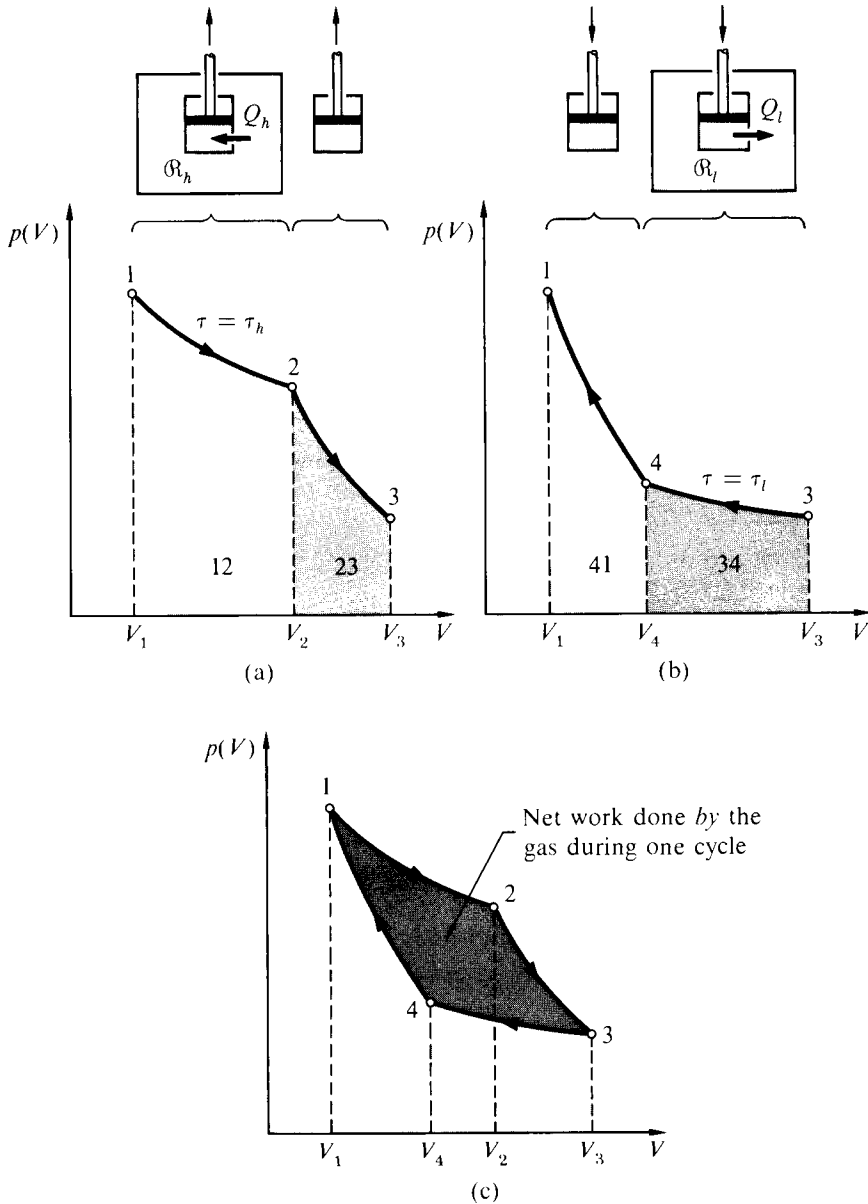 Q_h
ℛ_h
Q_l
ℛ_l
p(V)
1
τ = τ_h
2
3
12
23
V_1
V_2
V_3
V
(a)
p(V)
1
4
τ = τ_l
3
41
34
V_1
V_4
V_3
V
(b)
p(V)
1
Net work done by the
gas during one cycle
2
4
3
V_1
V_4
V_2
V_3
V
(c)